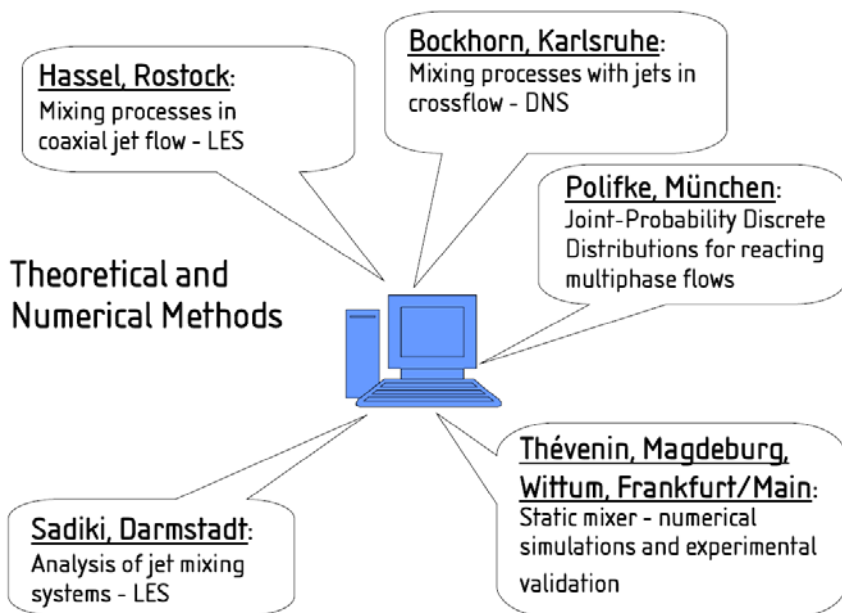 Hassel, Rostock:
Mixing processes in
coaxial jet flow - LES
Bockhorn, Karlsruhe:
Mixing processes with jets in
crossflow - DNS
Polifke, München:
Joint-Probability Discrete
Distributions for reacting
multiphase flows
Theoretical and
Numerical Methods
Thévenin, Magdeburg,
Wittum, Frankfurt/Main:
Static mixer - numerical
simulations and experimental
validation
Sadiki, Darmstadt:
Analysis of jet mixing
systems - LES